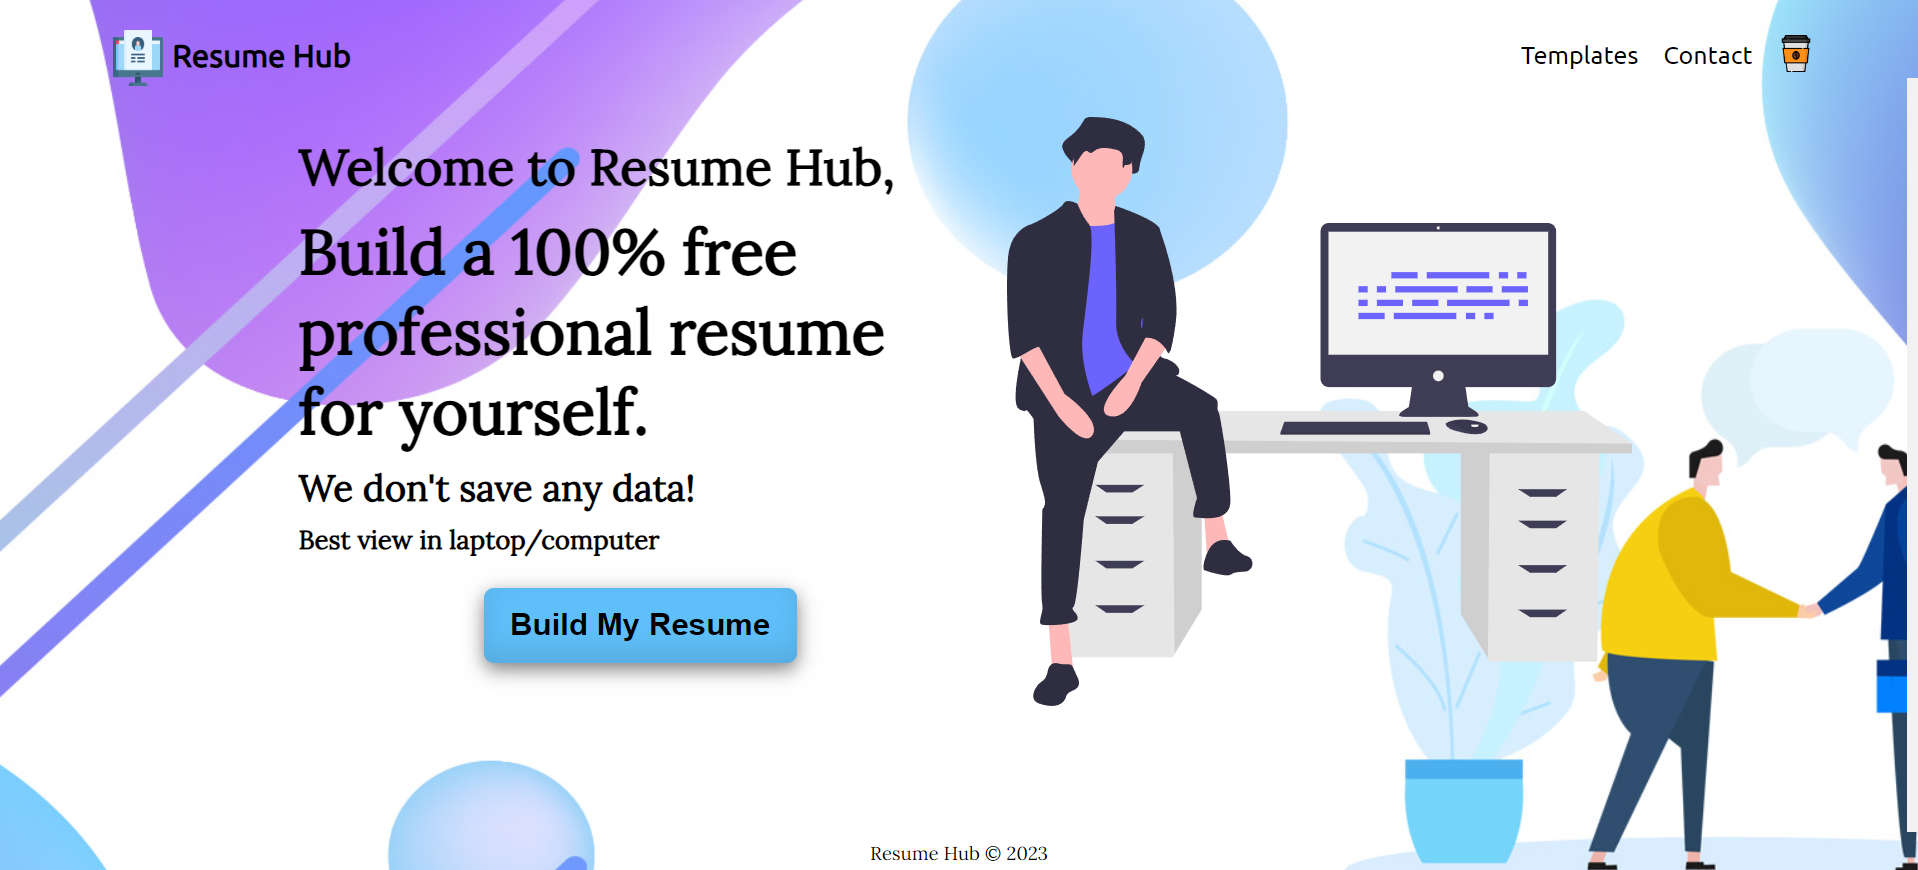 Resume Hub
Templates
Contact
Welcome to Resume Hub,
Build a 100% free
professional resume
for yourself.
We don't save any data!
Best view in laptop/computer
Build My Resume
Resume Hub © 2023